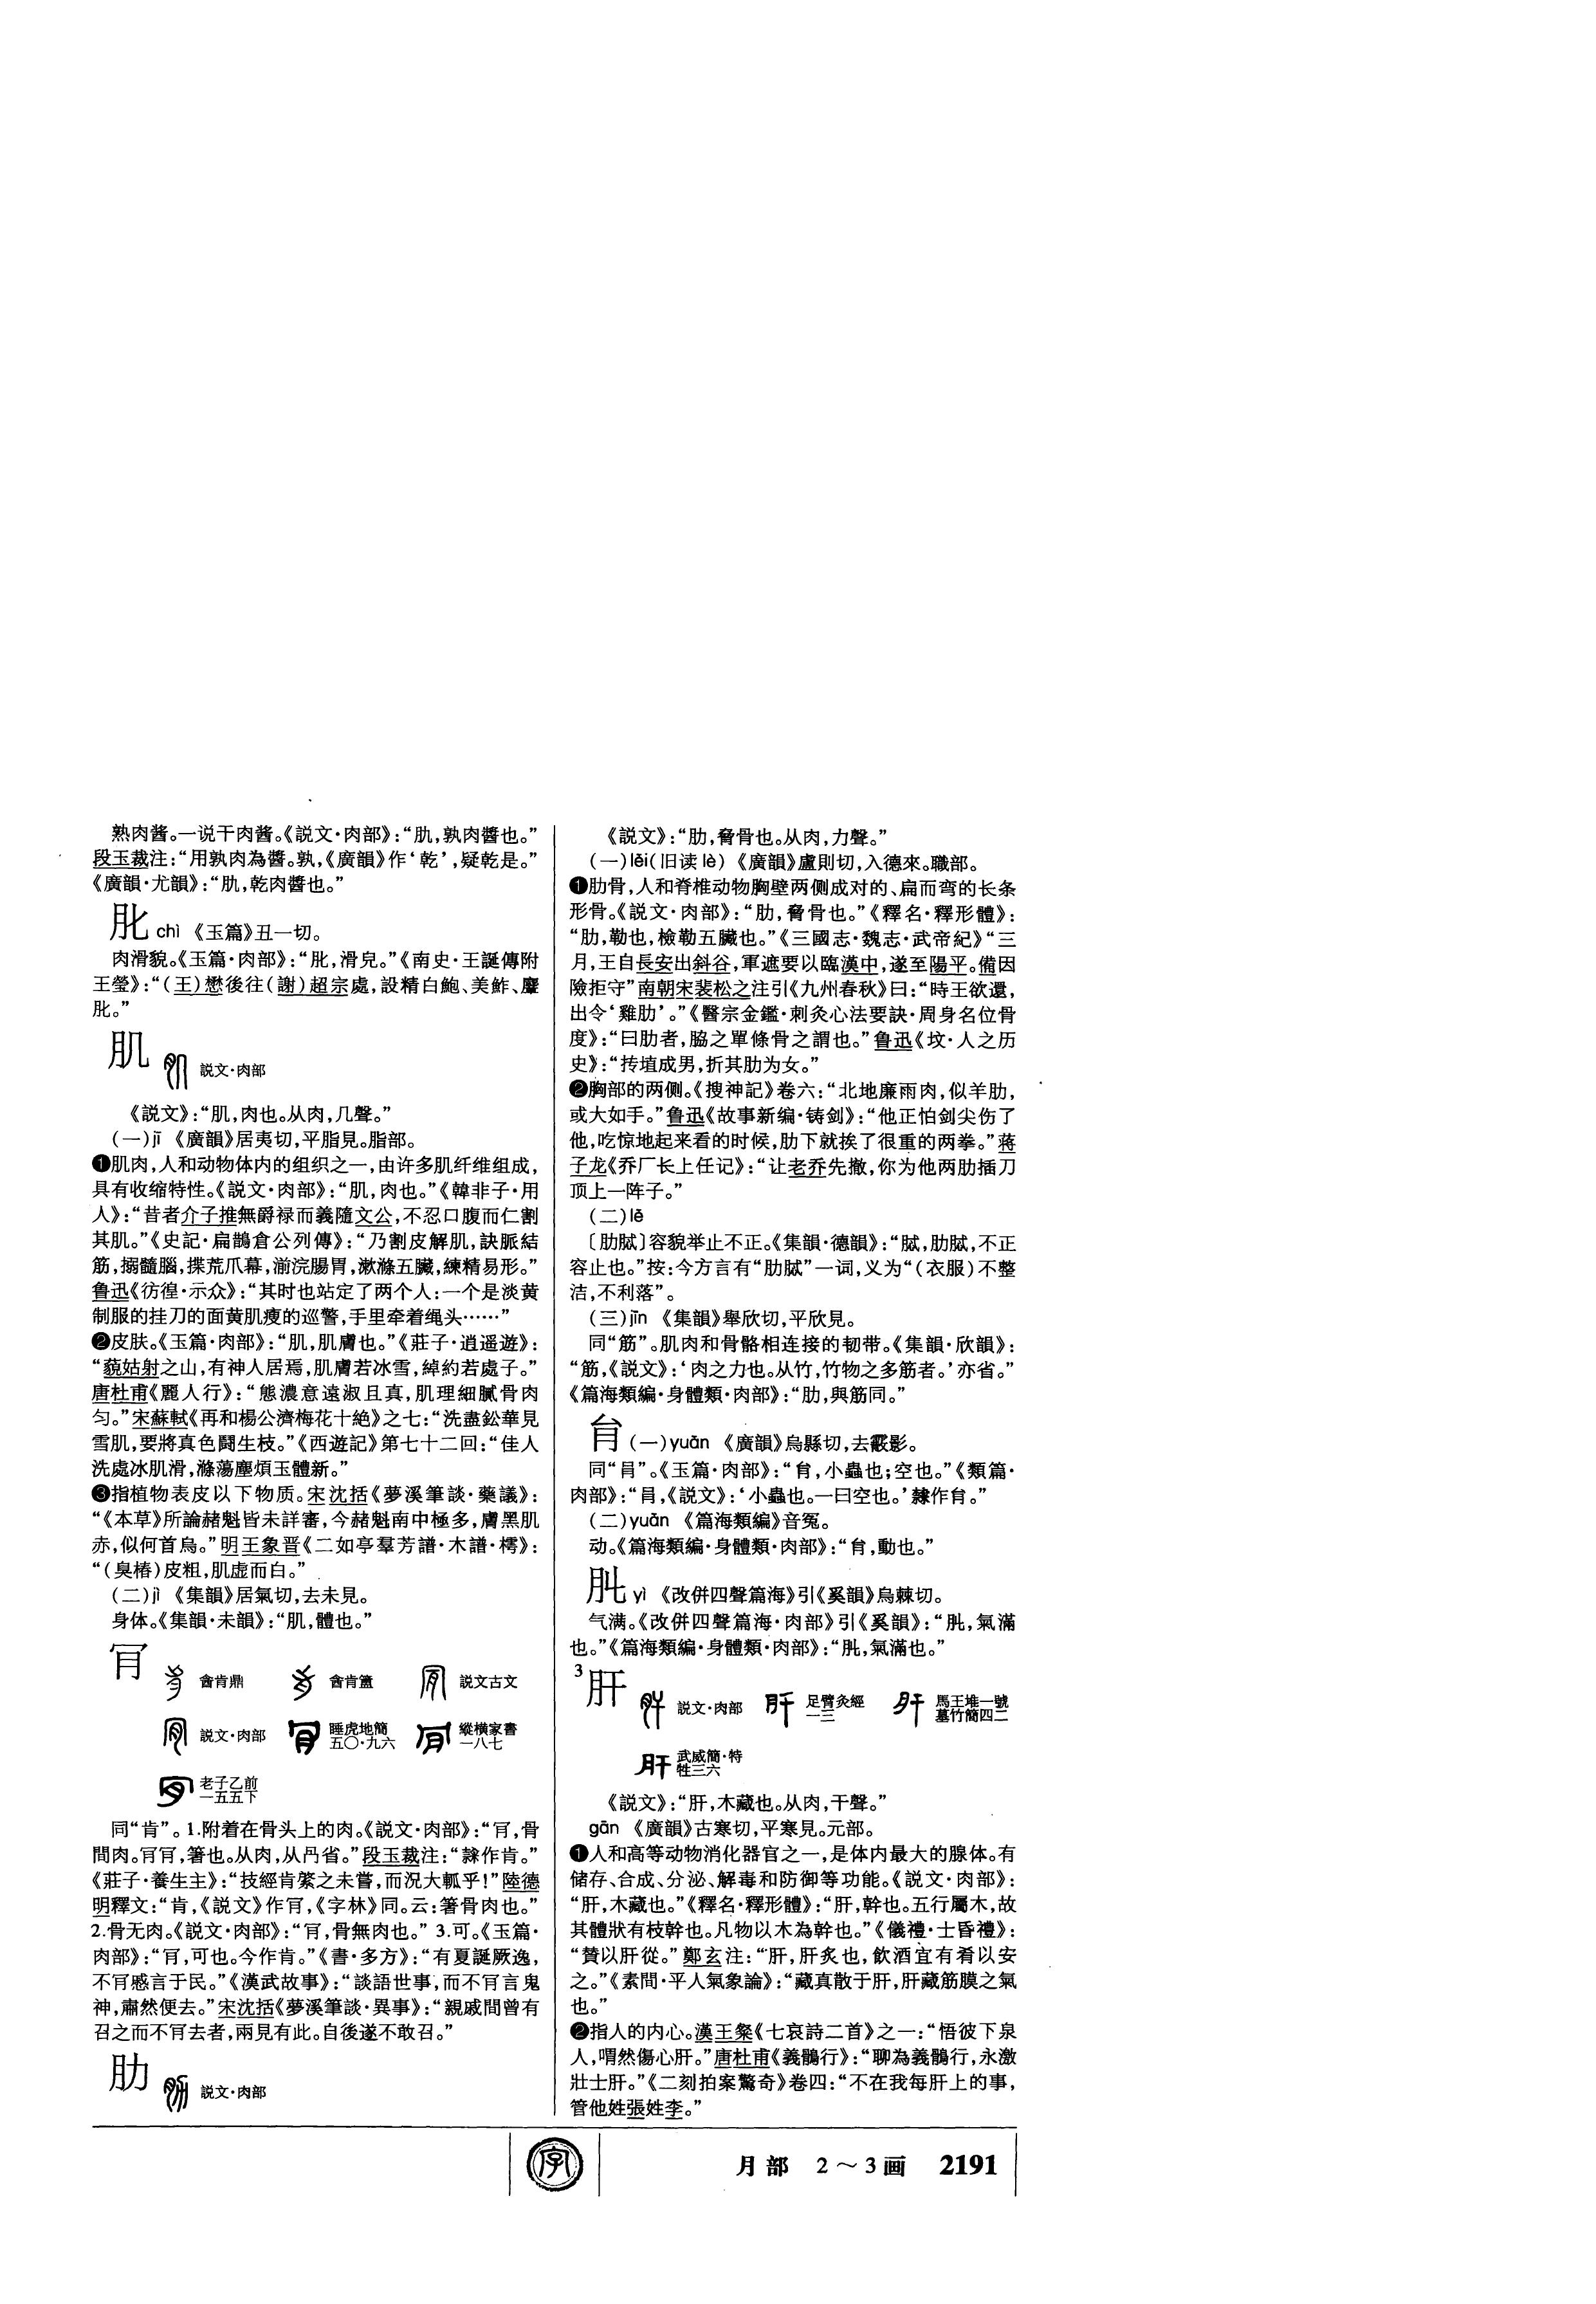 熟肉酱。一说干肉酱。《説文·肉部》：“肍，孰肉醬也。”
段玉裁注：“用孰肉為醬。孰，《廣韻》作‘乾’，疑乾是。”
《廣韻·尤韻》：“肍，乾肉醬也。”
chì 《玉篇》丑一切。
肉滑貌。《玉篇·肉部》：“，滑皃。”《南史·王誕傳附
王瑩》：“（王）懋後往（謝）超宗處，設精白鮑、美鮓、麞
。”
肌 説文·肉部
《説文》：“肌，肉也。从肉，几聲。”
（一）jī 《廣韻》居夷切，平脂見。脂部。
❶肌肉，人和动物体内的组织之一，由许多肌纤维组成，
具有收缩特性。《説文·肉部》：“肌，肉也。”《韓非子·用
人》：“昔者介子推無爵禄而義隨文公，不忍口腹而仁割
其肌。”《史記·扁鵲倉公列傳》：“乃割皮解肌，訣脈結
筋，搦髓腦，揲荒爪幕，湔浣腸胃，漱滌五臟，練精易形。”
鲁迅《彷徨·示众》：“其时也站定了两个人：一个是淡黄
制服的挂刀的面黄肌瘦的巡警，手里牵着绳头……”
❷皮肤。《玉篇·肉部》：“肌，肌膚也。”《莊子·逍遥遊》：
“藐姑射之山，有神人居焉，肌膚若冰雪，綽約若處子。”
唐杜甫《麗人行》：“態濃意遠淑且真，肌理細膩骨肉
匀。”宋蘇軾《再和楊公濟梅花十絶》之七：“洗盡鉛華見
雪肌，要將真色鬪生枝。”《西遊記》第七十二回：“佳人
洗處冰肌滑，滌蕩塵煩玉體新。”
❸指植物表皮以下物质。宋沈括《夢溪筆談·藥議》：
“《本草》所論赭魁皆未詳審，今赭魁南中極多，膚黑肌
赤，似何首烏。”明王象晋《二如亭羣芳譜·木譜·樗》：
“（臭椿）皮粗，肌虚而白。”
（二）jì 《集韻》居氣切，去未見。
身体。《集韻·未韻》：“肌，體也。”
肎 酓肯鼎 酓肯簠 説文古文
説文·肉部 睡虎地簡五〇·九六 縱横家書一八七
老子乙前一五五下
同“肯”。1.附着在骨头上的肉。《説文·肉部》：“肎，骨
間肉。肎肎，箸也。从肉，从冎省。”段玉裁注：“隸作肯。”
《莊子·養生主》：“技經肯綮之未嘗，而況大軱乎！”陸德
明釋文：“肯，《説文》作肎，《字林》同。云：箸骨肉也。”
2.骨无肉。《説文·肉部》：“肎，骨無肉也。” 3.可。《玉篇·
肉部》：“肎，可也。今作肯。”《書·多方》：“有夏誕厥逸，
不肎慼言于民。”《漢武故事》：“談語世事，而不肎言鬼
神，肅然便去。”宋沈括《夢溪筆談·異事》：“親戚間曾有
召之而不肎去者，兩見有此。自後遂不敢召。”
肋 説文·肉部
《説文》：“肋，脅骨也。从肉，力聲。”
（一）lèi（旧读 lè） 《廣韻》盧則切，入德來。職部。
❶肋骨，人和脊椎动物胸壁两侧成对的、扁而弯的长条
形骨。《説文·肉部》：“肋，脅骨也。”《釋名·釋形體》：
“肋，勒也，檢勒五臟也。”《三國志·魏志·武帝紀》“三
月，王自長安出斜谷，軍遮要以臨漢中，遂至陽平。備因
險拒守”南朝宋裴松之注引《九州春秋》曰：“時王欲還，
出令‘雞肋’。”《醫宗金鑑·刺灸心法要訣·周身名位骨
度》：“曰肋者，脇之單條骨之謂也。”鲁迅《坟·人之历
史》：“抟埴成男，折其肋为女。”
❷胸部的两侧。《搜神記》卷六：“北地廉雨肉，似羊肋，
或大如手。”鲁迅《故事新编·铸剑》：“他正怕剑尖伤了
他，吃惊地起来看的时候，肋下就挨了很重的两拳。”蒋
子龙《乔厂长上任记》：“让老乔先撤，你为他两肋插刀
顶上一阵子。”
（二）lē
〔肋脦〕容貌举止不正。《集韻·德韻》：“脦，肋脦，不正
容止也。”按：今方言有“肋脦”一词，义为“（衣服）不整
洁，不利落”。
（三）jīn 《集韻》舉欣切，平欣見。
同“筋”。肌肉和骨骼相连接的韧带。《集韻·欣韻》：
“筋，《説文》：‘肉之力也。从竹，竹物之多筋者。’亦省。”
《篇海類編·身體類·肉部》：“肋，與筋同。”
（一）yuān 《廣韻》烏縣切，去霰影。
同“肙”。《玉篇·肉部》：“，小蟲也；空也。”《類篇·
肉部》：“肙，《説文》：‘小蟲也。一曰空也。’隸作。”
（二）yuān 《篇海類編》音冤。
动。《篇海類編·身體類·肉部》：“，動也。”
yì 《改併四聲篇海》引《奚韻》烏棘切。
气满。《改併四聲篇海·肉部》引《奚韻》：“，氣滿
也。”《篇海類編·身體類·肉部》：“，氣滿也。”
3 肝 説文·肉部 足臂灸經一三 馬王堆一號墓竹簡四二
武威簡·特牲三六
《説文》：“肝，木藏也。从肉，干聲。”
gān 《廣韻》古寒切，平寒見。元部。
❶人和高等动物消化器官之一，是体内最大的腺体。有
储存、合成、分泌、解毒和防御等功能。《説文·肉部》：
“肝，木藏也。”《釋名·釋形體》：“肝，幹也。五行屬木，故
其體狀有枝幹也。凡物以木為幹也。”《儀禮·士昏禮》：
“贊以肝從。”鄭玄注：“肝，肝炙也，飲酒宜有肴以安
之。”《素問·平人氣象論》：“藏真散于肝，肝藏筋膜之氣
也。”
❷指人的内心。漢王粲《七哀詩二首》之一：“悟彼下泉
人，喟然傷心肝。”唐杜甫《義鶻行》：“聊為義鶻行，永激
壯士肝。”《二刻拍案驚奇》卷四：“不在我每肝上的事，
管他姓張姓李。”
字 月部 2～3画 2191